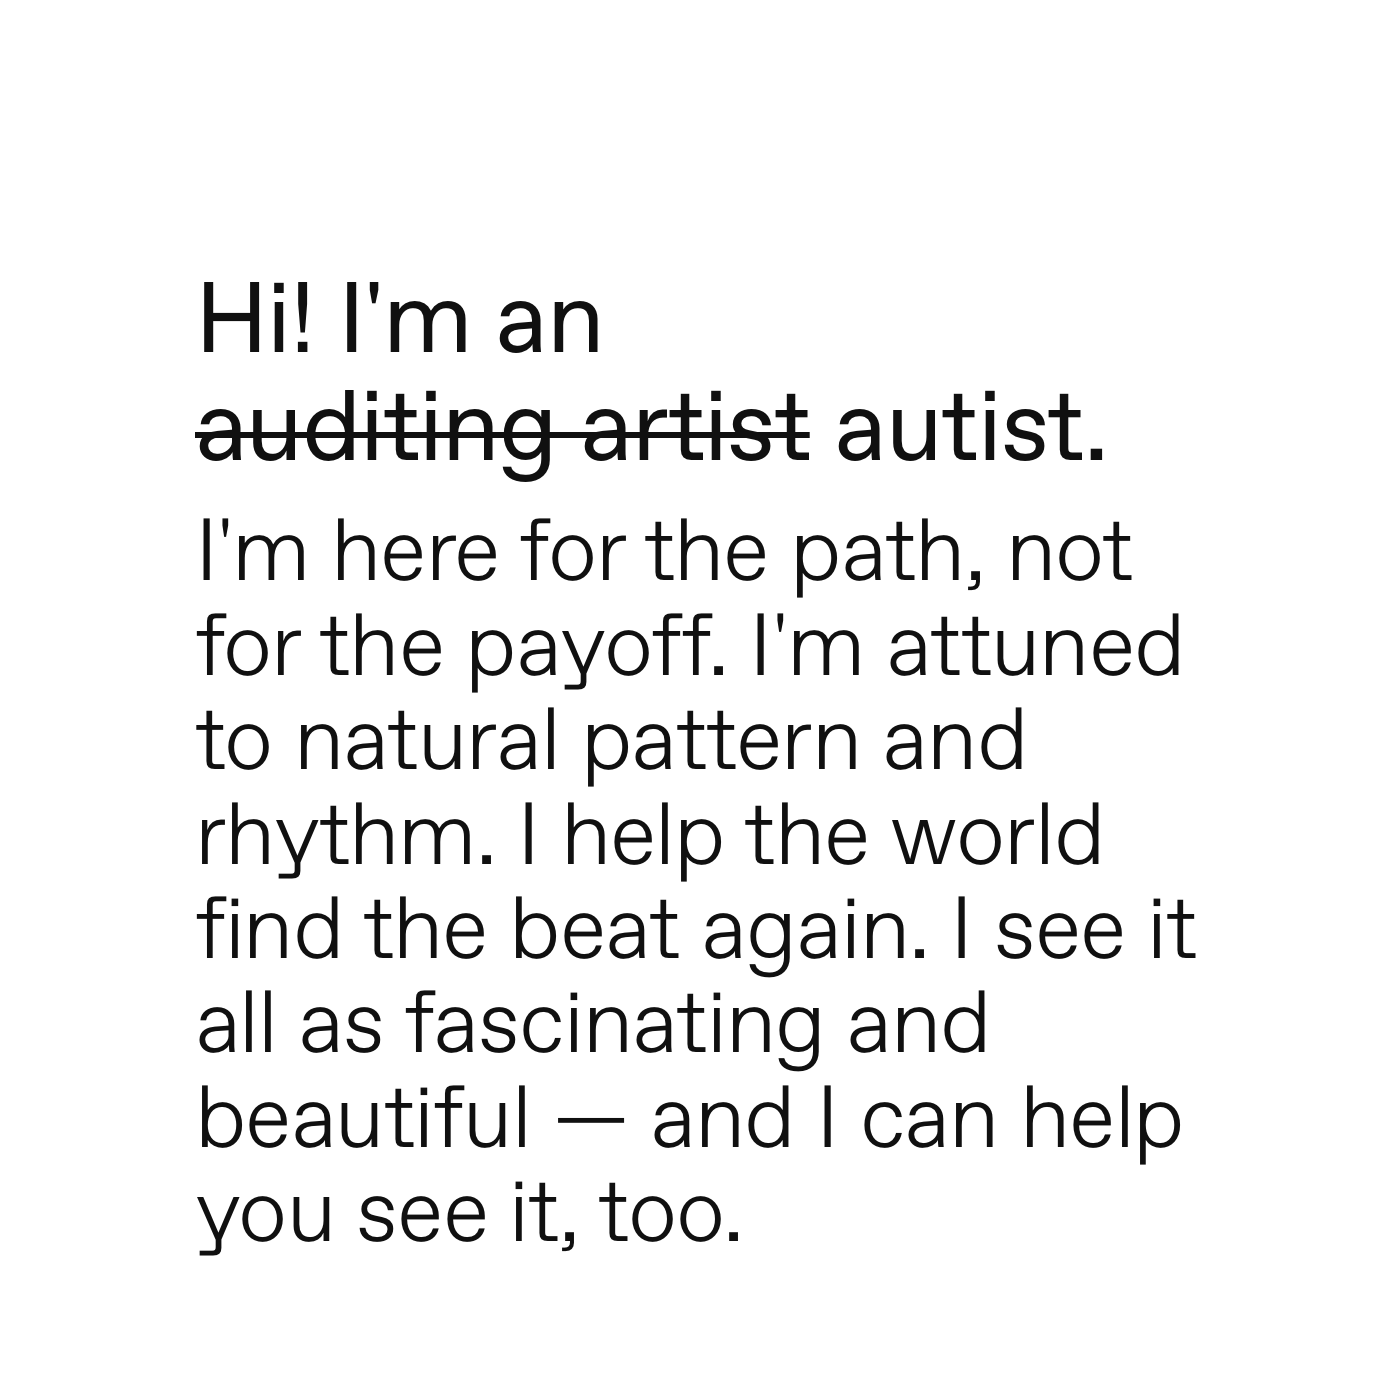 Hi! I'm an
auditing artist autist.
I'm here for the path, not
for the payoff. I'm attuned
to natural pattern and
rhythm. I help the world
find the beat again. I see it
all as fascinating and
beautiful — and I can help
you see it, too.